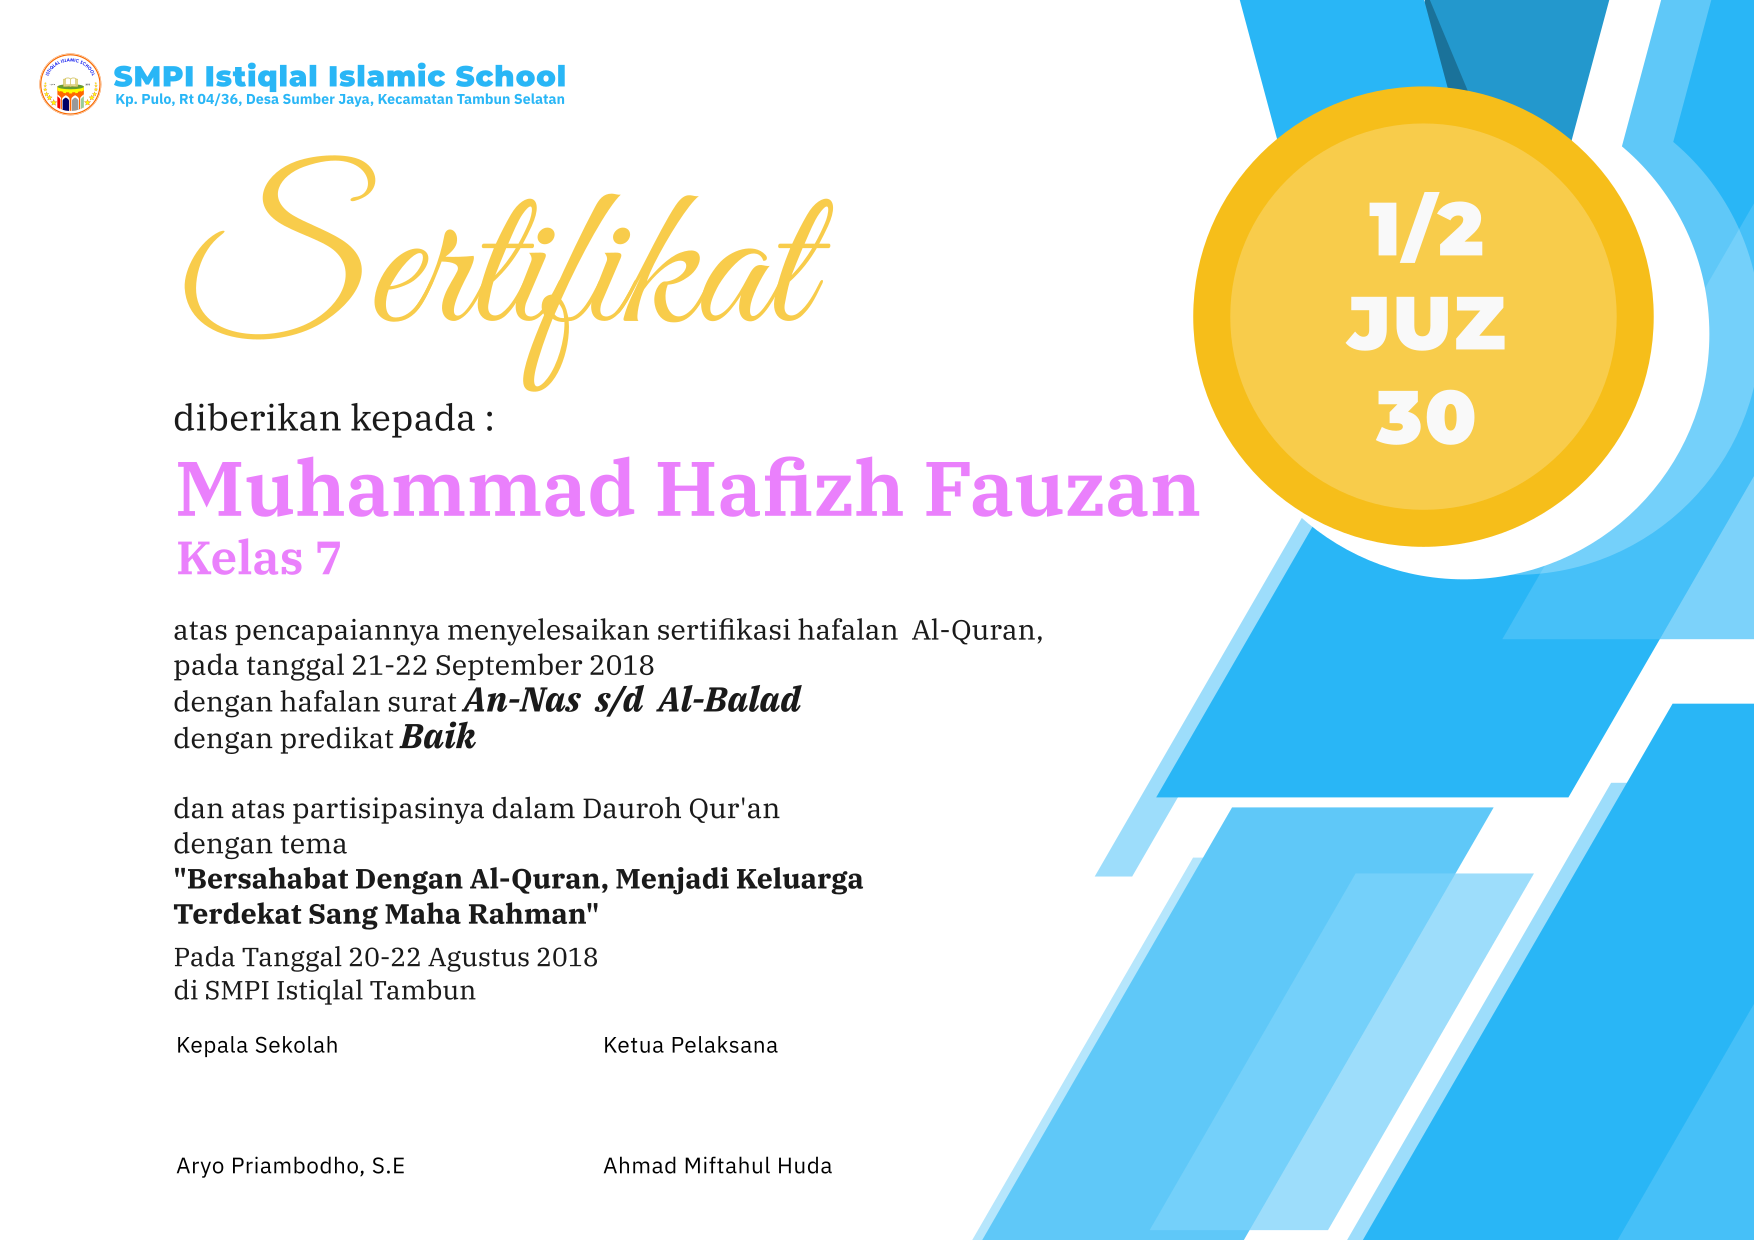 ISTIQLAL ISLAMIC SCHOOL
SMPI Istiqlal Islamic School
Kp. Pulo, Rt 04/36, Desa Sumber Jaya, Kecamatan Tambun Selatan
Sertifikat
1/2
JUZ
30
diberikan kepada :
Muhammad Hafizh Fauzan
Kelas 7
atas pencapaiannya menyelesaikan sertifikasi hafalan  Al-Quran,
pada tanggal 21-22 September 2018
dengan hafalan surat An-Nas  s/d  Al-Balad
dengan predikat Baik
dan atas partisipasinya dalam Dauroh Qur'an
dengan tema
"Bersahabat Dengan Al-Quran, Menjadi Keluarga
Terdekat Sang Maha Rahman"
Pada Tanggal 20-22 Agustus 2018
di SMPI Istiqlal Tambun
Kepala Sekolah
Ketua Pelaksana
Aryo Priambodho, S.E
Ahmad Miftahul Huda